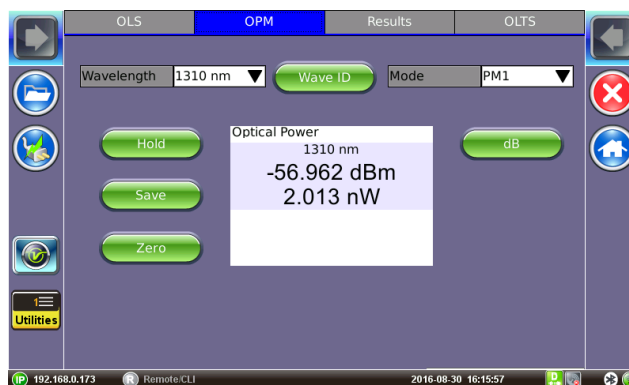 OLS OPM Results OLTS
Wavelength 1310 nm Wave ID Mode PM1
Hold Optical Power dB
1310 nm
-56.962 dBm
Save 2.013 nW
Zero
1
Utilities
IP 192.168.0.173 R Remote/CLI 2016-08-30 16:15:57 D